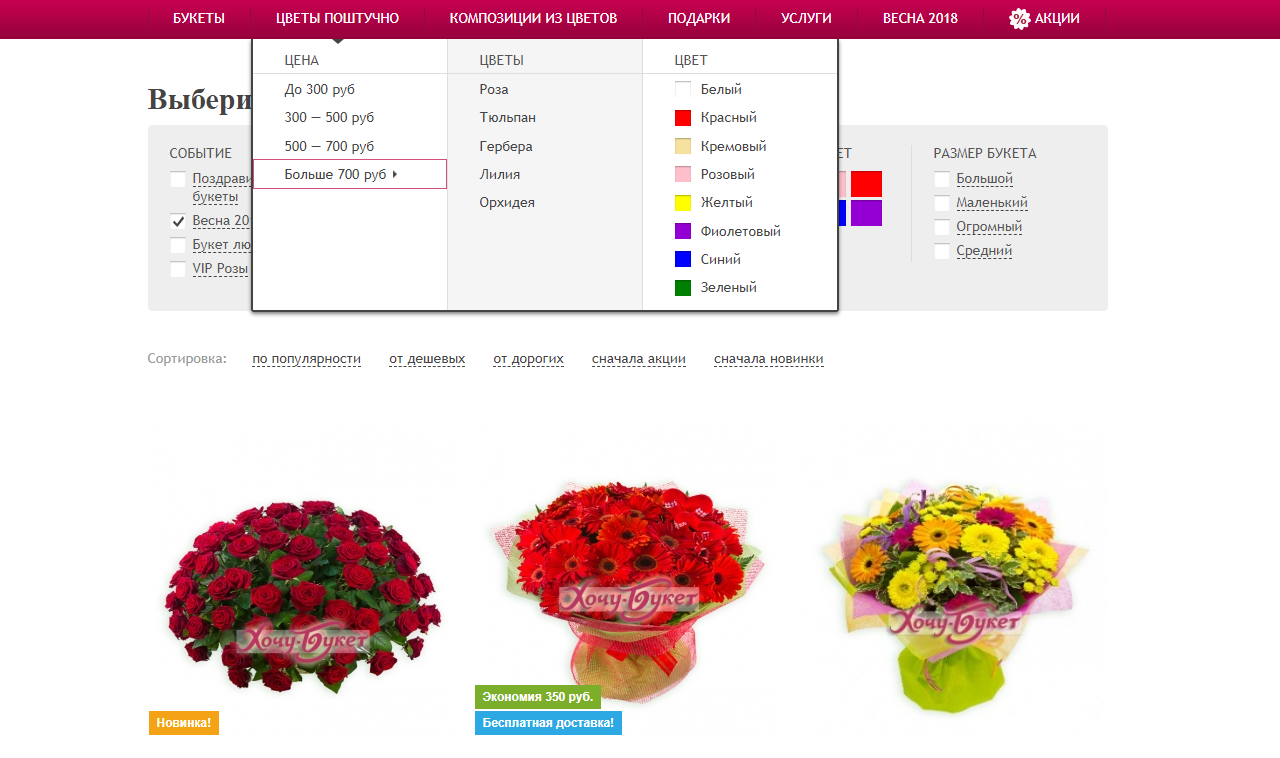 БУКЕТЫ ЦВЕТЫ ПОШТУЧНО КОМПОЗИЦИИ ИЗ ЦВЕТОВ ПОДАРКИ УСЛУГИ ВЕСНА 2018 % АКЦИИ
ЦЕНА
До 300 руб
300 — 500 руб
500 — 700 руб
Больше 700 руб
ЦВЕТЫ
Роза
Тюльпан
Гербера
Лилия
Орхидея
ЦВЕТ
Белый
Красный
Кремовый
Розовый
Желтый
Фиолетовый
Синий
Зеленый
Выбери
СОБЫТИЕ
Поздрави
букеты
Весна 20
Букет лю
VIP Розы
ЕТ
РАЗМЕР БУКЕТА
Большой
Маленький
Огромный
Средний
Сортировка: по популярности от дешевых от дорогих сначала акции сначала новинки
Хочу-Букет
Новинка!
Хочу-Букет
Экономия 350 руб.
Бесплатная доставка!
Хочу-Букет